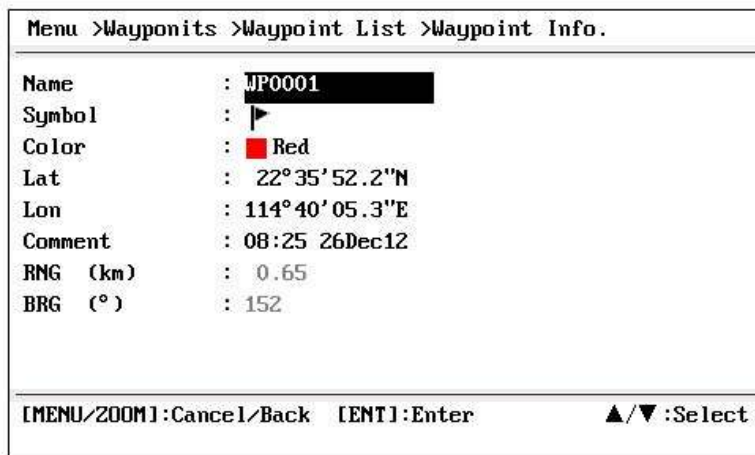 Menu >Wayponits >Waypoint List >Waypoint Info.
Name : WP0001
Symbol :
Color : Red
Lat : 22°35'52.2"N
Lon : 114°40'05.3"E
Comment : 08:25 26Dec12
RNG (km) : 0.65
BRG (°) : 152
[MENU/ZOOM]:Cancel/Back [ENT]:Enter ▲/▼:Select